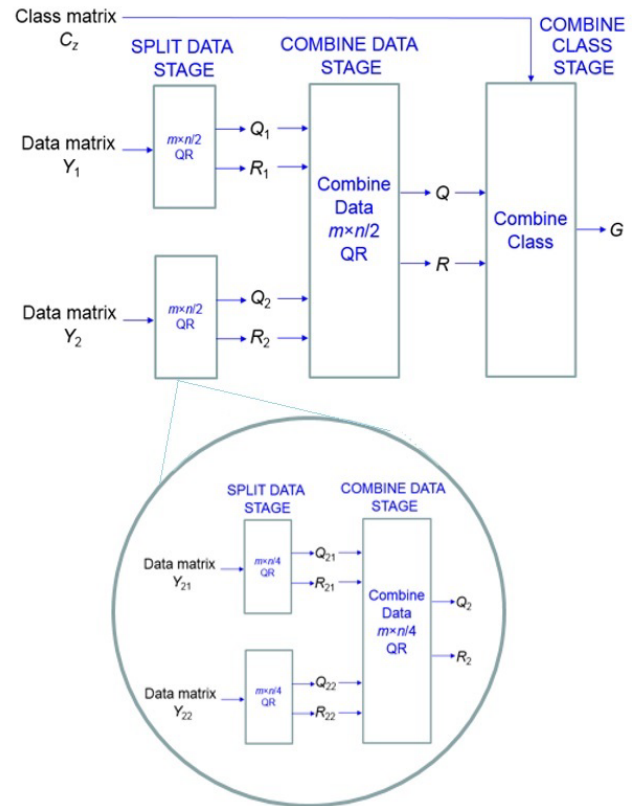 Class matrix
C_z
SPLIT DATA
STAGE
COMBINE DATA
STAGE
COMBINE
CLASS
STAGE
Data matrix
Y_1
m×n/2
QR
Q_1
R_1
Combine
Data
m×n/2
QR
Q
R
Combine
Class
G
Data matrix
Y_2
m×n/2
QR
Q_2
R_2
SPLIT DATA
STAGE
COMBINE DATA
STAGE
Data matrix
Y_21
m×n/4
QR
Q_21
R_21
Combine
Data
m×n/4
QR
Q_2
R_2
Data matrix
Y_22
m×n/4
QR
Q_22
R_22